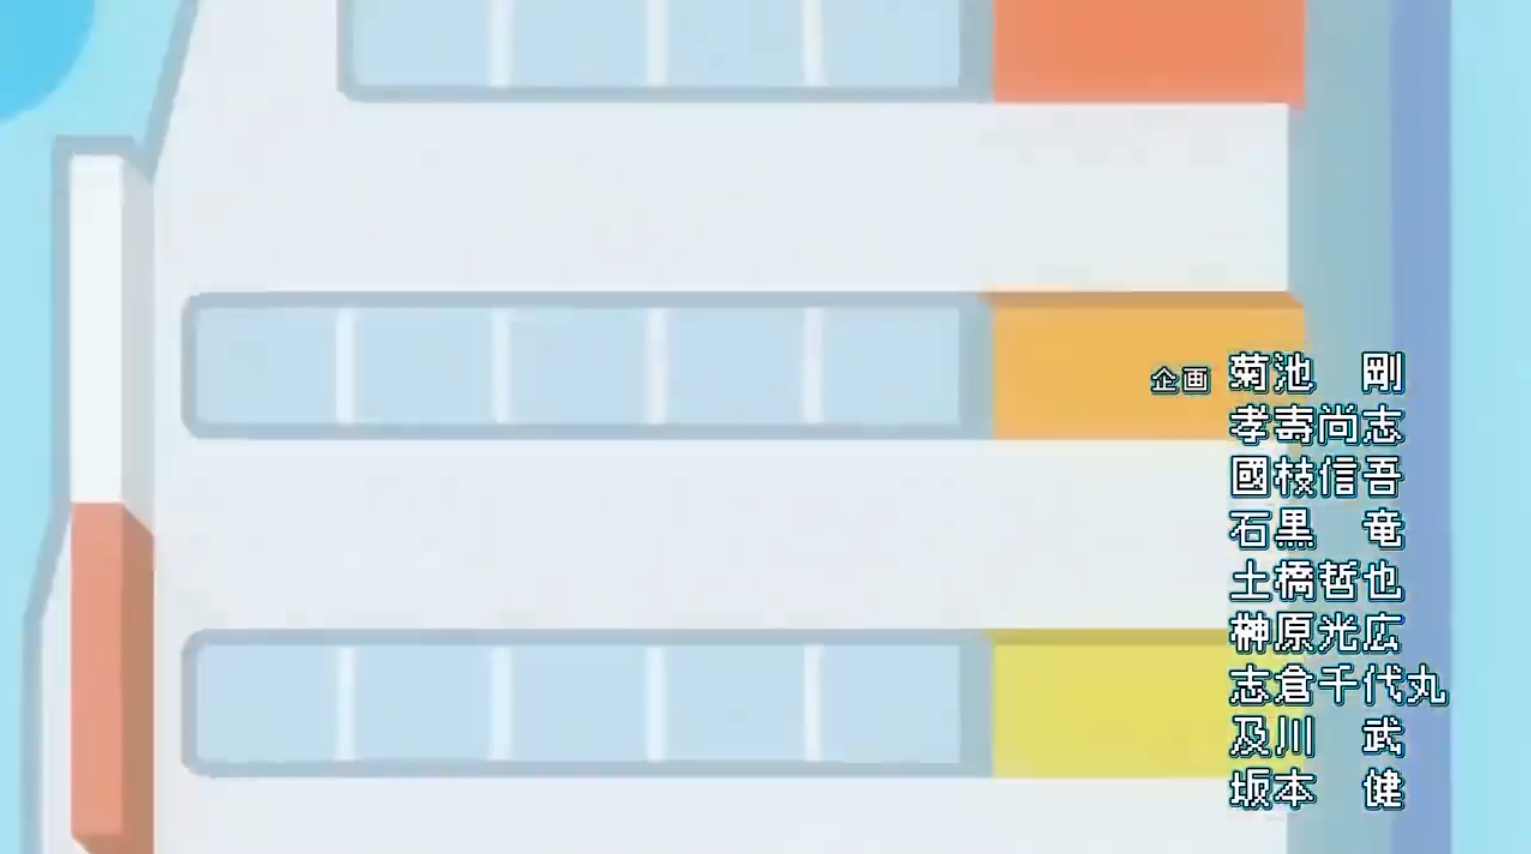 企画 菊池　剛
孝壽尚志
國枝信吾
石黒　竜
土橋哲也
榊原光広
志倉千代丸
及川　武
坂本　健